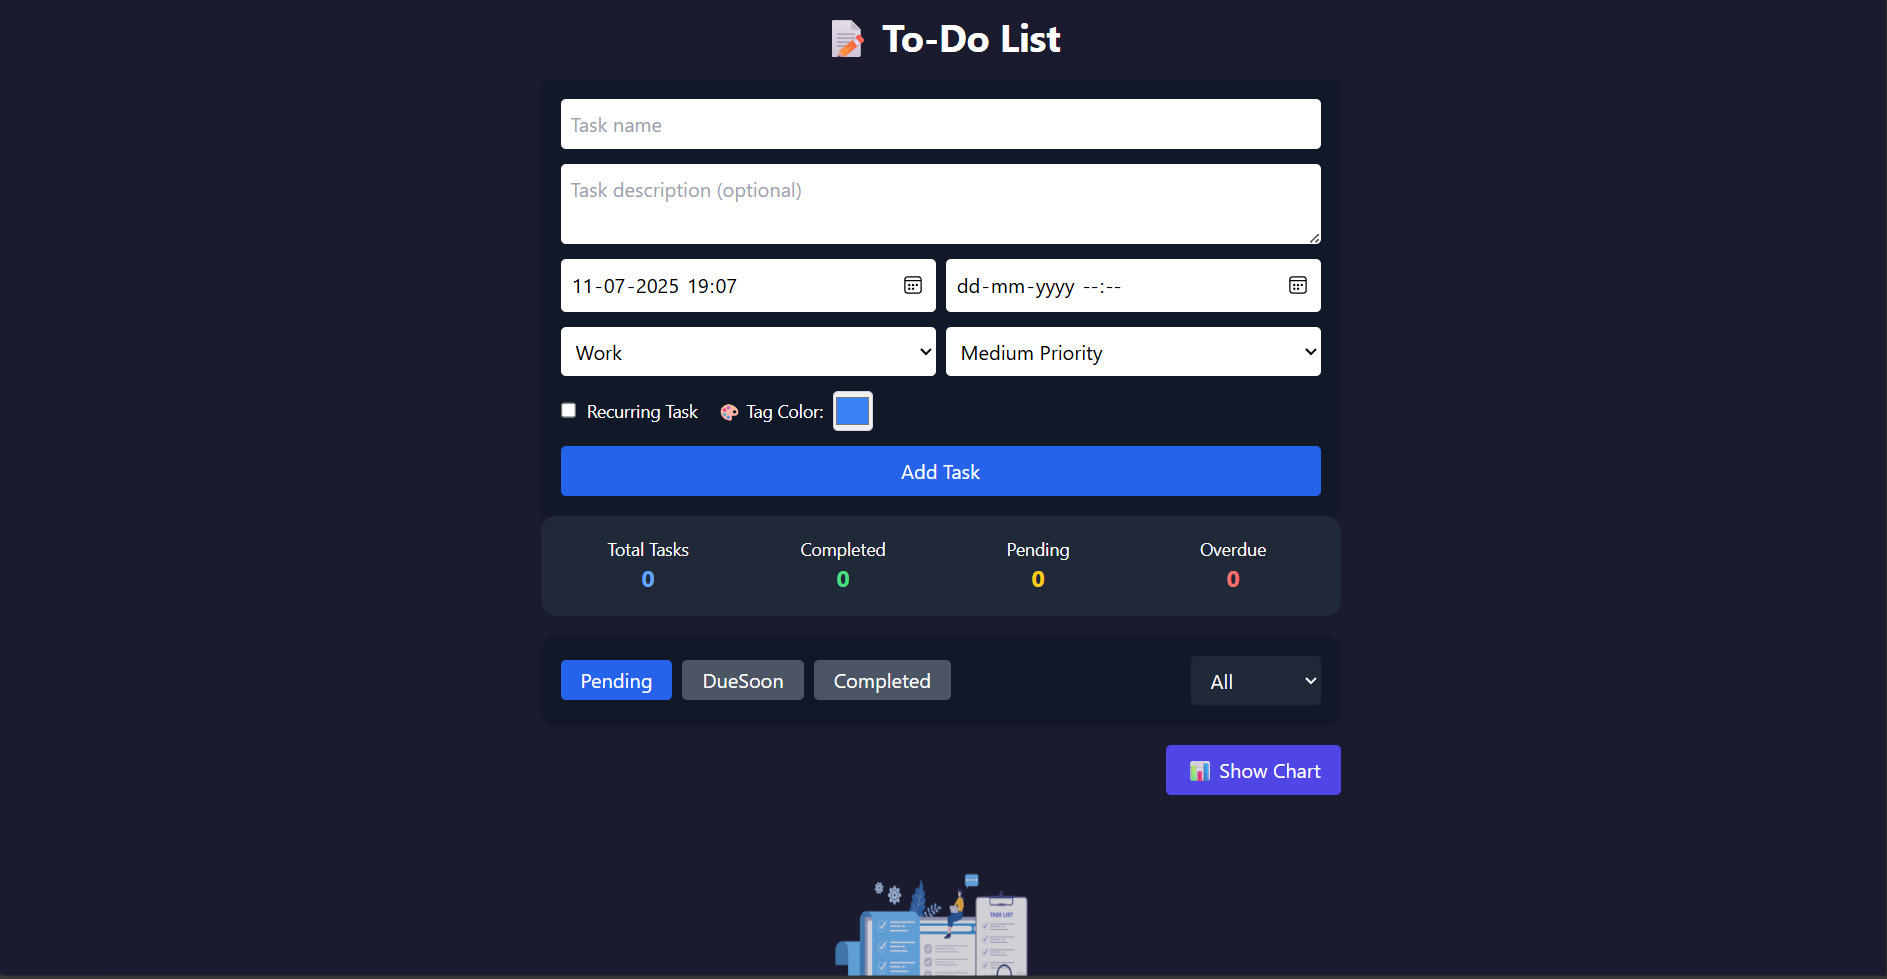 To-Do List
Task name
Task description (optional)
11-07-2025 19:07
dd-mm-yyyy --:--
Work
Medium Priority
Recurring Task
Tag Color:
Add Task
Total Tasks
Completed
Pending
Overdue
0
0
0
0
Pending
DueSoon
Completed
All
Show Chart
TASK LIST